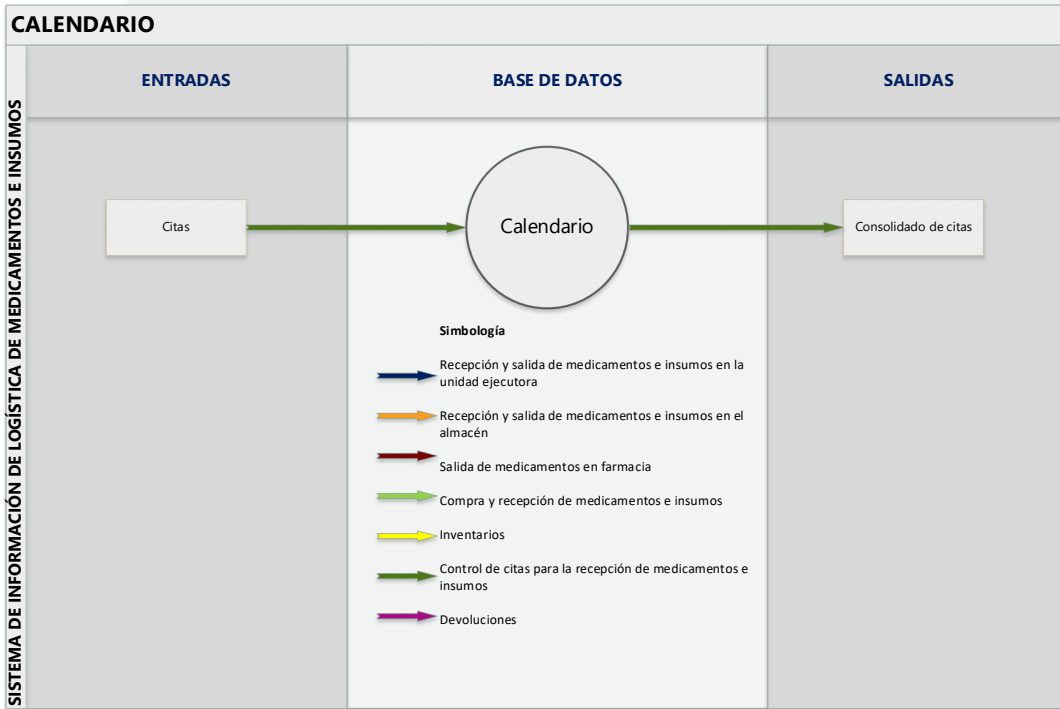 CALENDARIO
SISTEMA DE INFORMACIÓN DE LOGÍSTICA DE MEDICAMENTOS E INSUMOS
ENTRADAS
BASE DE DATOS
SALIDAS
Citas
Calendario
Consolidado de citas
Simbología
Recepción y salida de medicamentos e insumos en la
unidad ejecutora
Recepción y salida de medicamentos e insumos en el
almacén
Salida de medicamentos en farmacia
Compra y recepción de medicamentos e insumos
Inventarios
Control de citas para la recepción de medicamentos e
insumos
Devoluciones